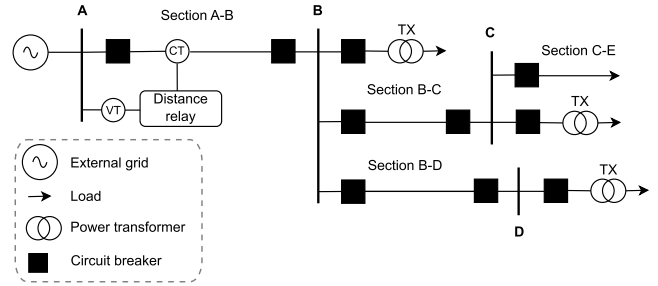 A
Section A-B
B
CT
TX
C
Section C-E
VT
Distance
relay
Section B-C
TX
Section B-D
TX
D
External grid
Load
Power transformer
Circuit breaker